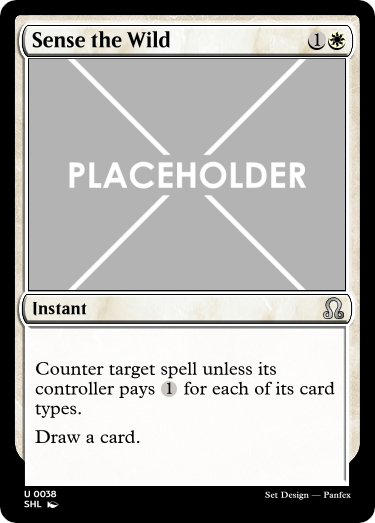 Sense the Wild 1
PLACEHOLDER
Instant
Counter target spell unless its
controller pays 1 for each of its card
types.
Draw a card.
U 0038
SHL
Set Design — Panfex